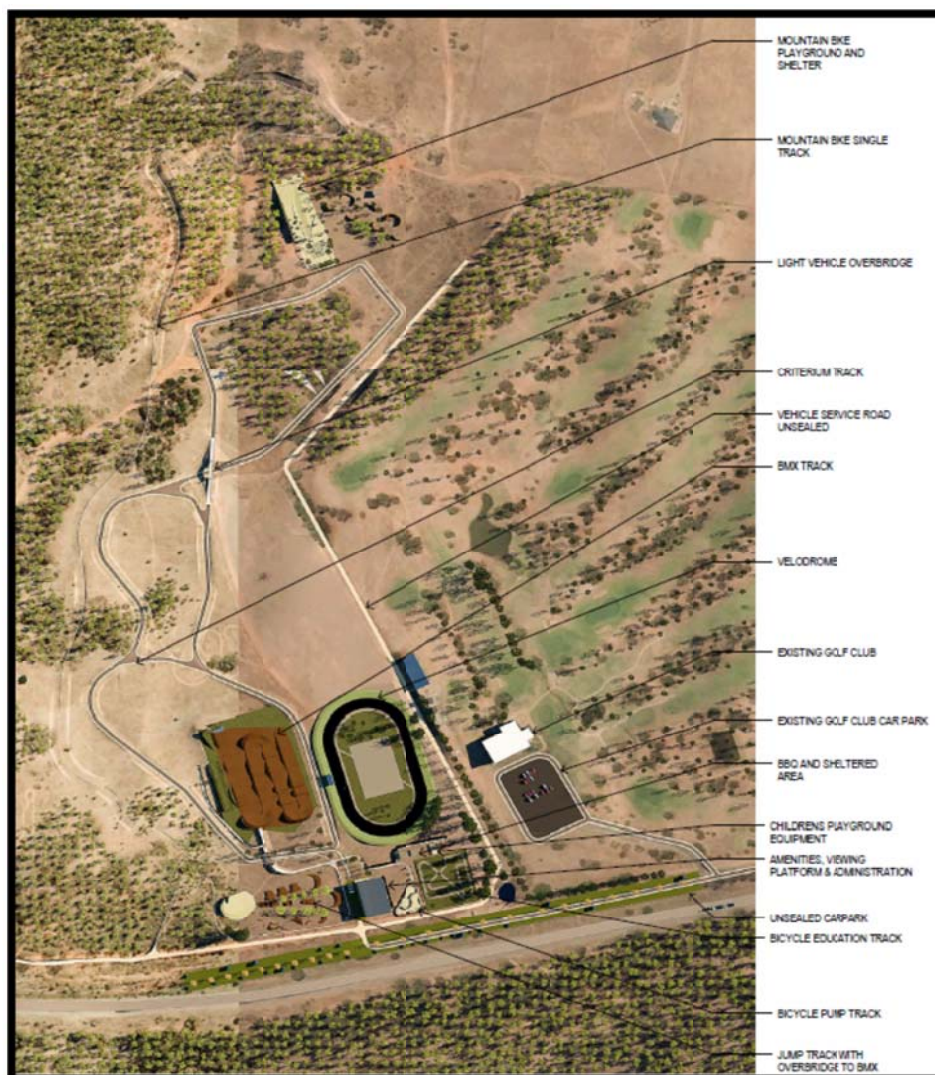 MOUNTAIN BKE
PLAYGROUND AND
SHELTER
MOUNTAIN BKE SINGLE
TRACK
LIGHT VEHICLE OVERBRIDGE
CRITERIUM TRACK
VEHICLE SERVICE ROAD
UNSEALED
BMX TRACK
VELODROME
EXISTING GOLF CLUB
EXISTING GOLF CLUB CAR PARK
BBQ AND SHELTERED
AREA
CHILDRENS PLAYGROUND
EQUIPMENT
AMENITIES, VIEWING
PLATFORM & ADMINISTRATION
UNSEALED CARPARK
BICYCLE EDUCATION TRACK
BICYCLE PUMP TRACK
JUMP TRACK WITH
OVERBRIDGE TO BMX